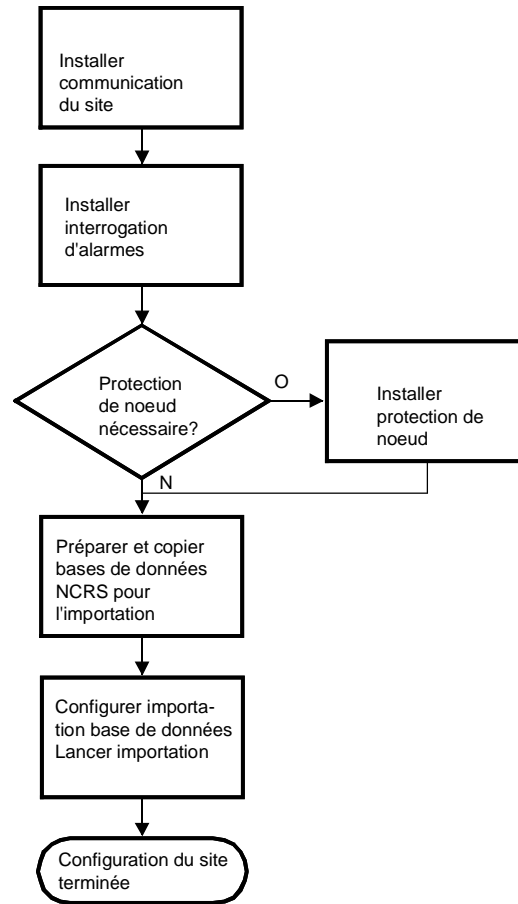 Installer
communication
du site
Installer
interrogation
d'alarmes
Protection
de noeud
nécessaire?
O
Installer
protection de
noeud
N
Préparer et copier
bases de données
NCRS pour
l'importation
Configurer importa-
tion base de données
Lancer importation
Configuration du site
terminée